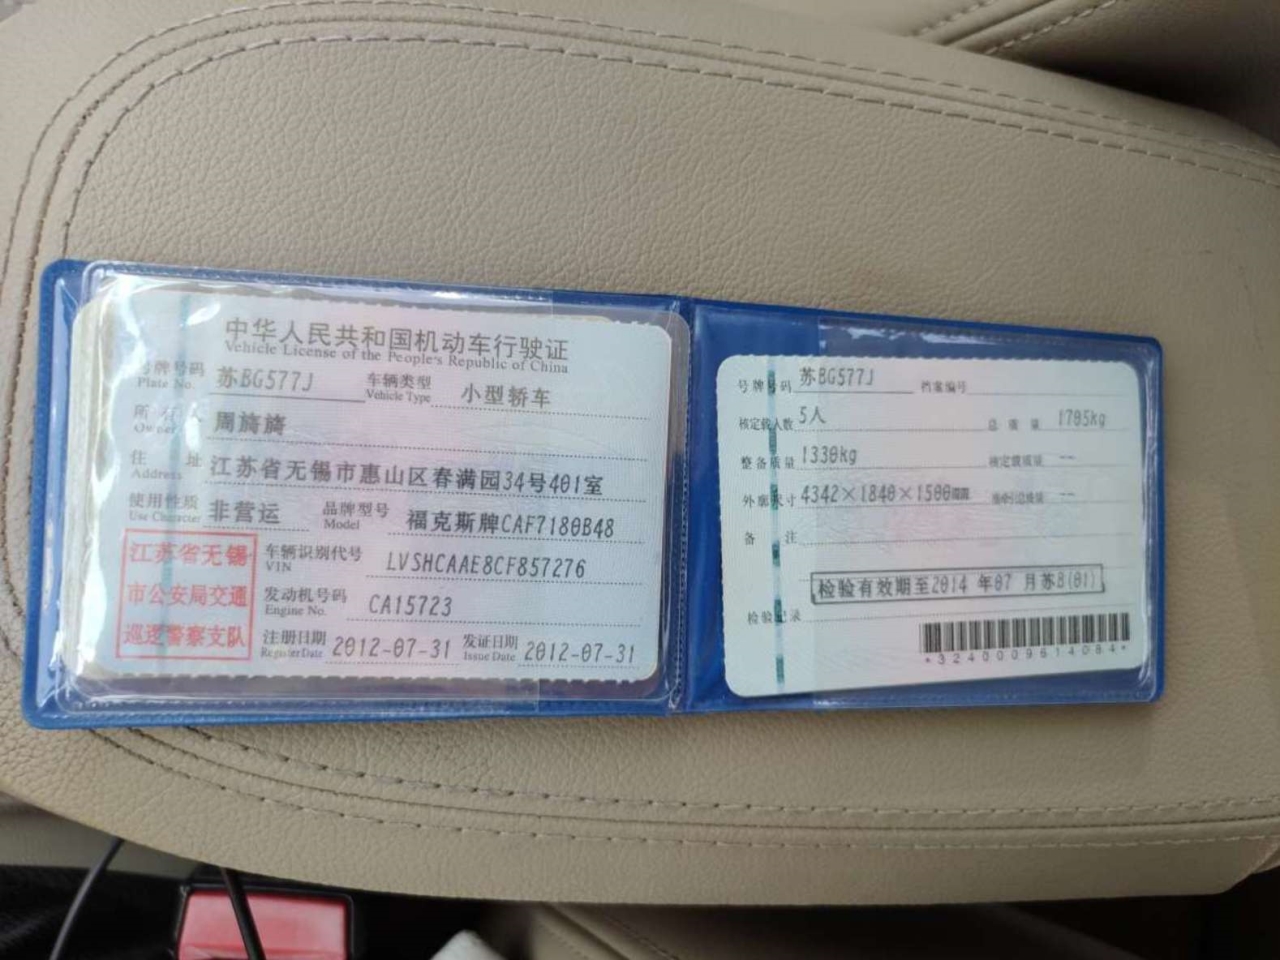 中华人民共和国机动车行驶证
Vehicle License of the People's Republic of China
号牌号码 苏BG577J 车辆类型 小型轿车
Plate No. Vehicle Type
所有人 周旖旖
Owner
住址 江苏省无锡市惠山区春满园34号401室
Address
使用性质 非营运 品牌型号 福克斯牌CAF7180B48
Use Character Model
江苏省无锡
市公安局交通
巡逻警察支队
车辆识别代号 LVSHCAAE8CF857276
VIN
发动机号码 CA15723
Engine No.
注册日期 2012-07-31 发证日期 2012-07-31
Register Date Issue Date
号牌号码 苏BG577J 档案编号
核定载人数 5人 总质量 1705kg
整备质量 1330kg 核定载质量 --
外廓尺寸 4342×1840×1500mm 准牵引总质量 --
备注
检验有效期至2014 年07 月苏B(01)
检验记录
*3240009614084*